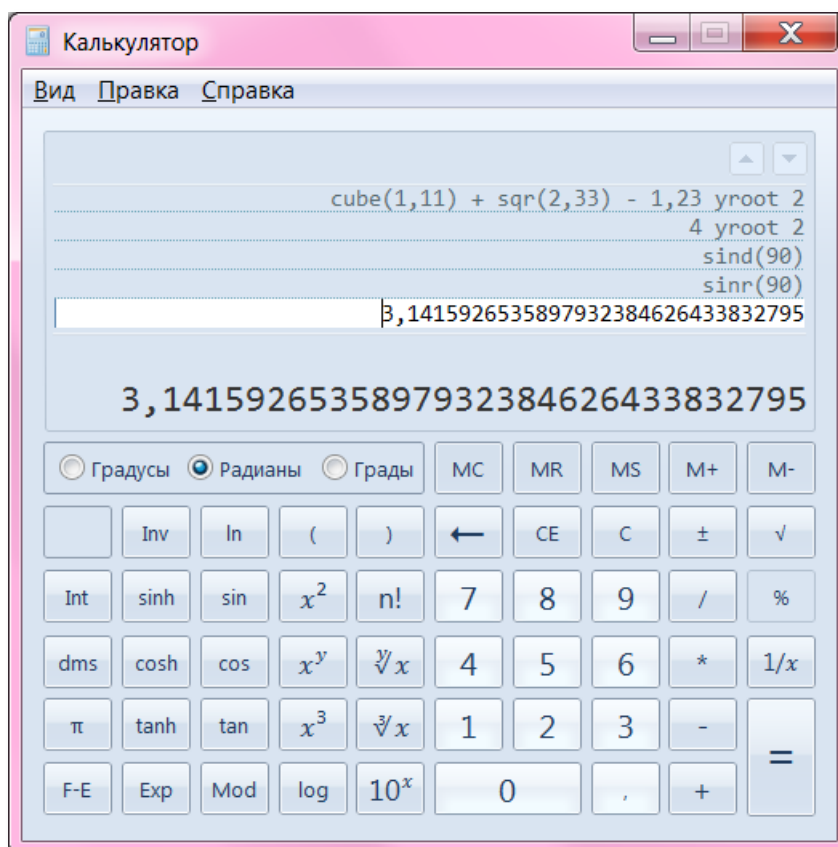 Калькулятор
Вид Правка Справка
cube(1,11) + sqr(2,33) - 1,23 yroot 2
4 yroot 2
sind(90)
sinr(90)
3,1415926535897932384626433832795
3,1415926535897932384626433832795
Градусы Радианы Грады MC MR MS M+ M-
Inv ln ( ) ← CE C ± √
Int sinh sin x² n! 7 8 9 / %
dms cosh cos xʸ ʸ√x 4 5 6 * 1/x
π tanh tan x³ ³√x 1 2 3 - =
F-E Exp Mod log 10ˣ 0 , +